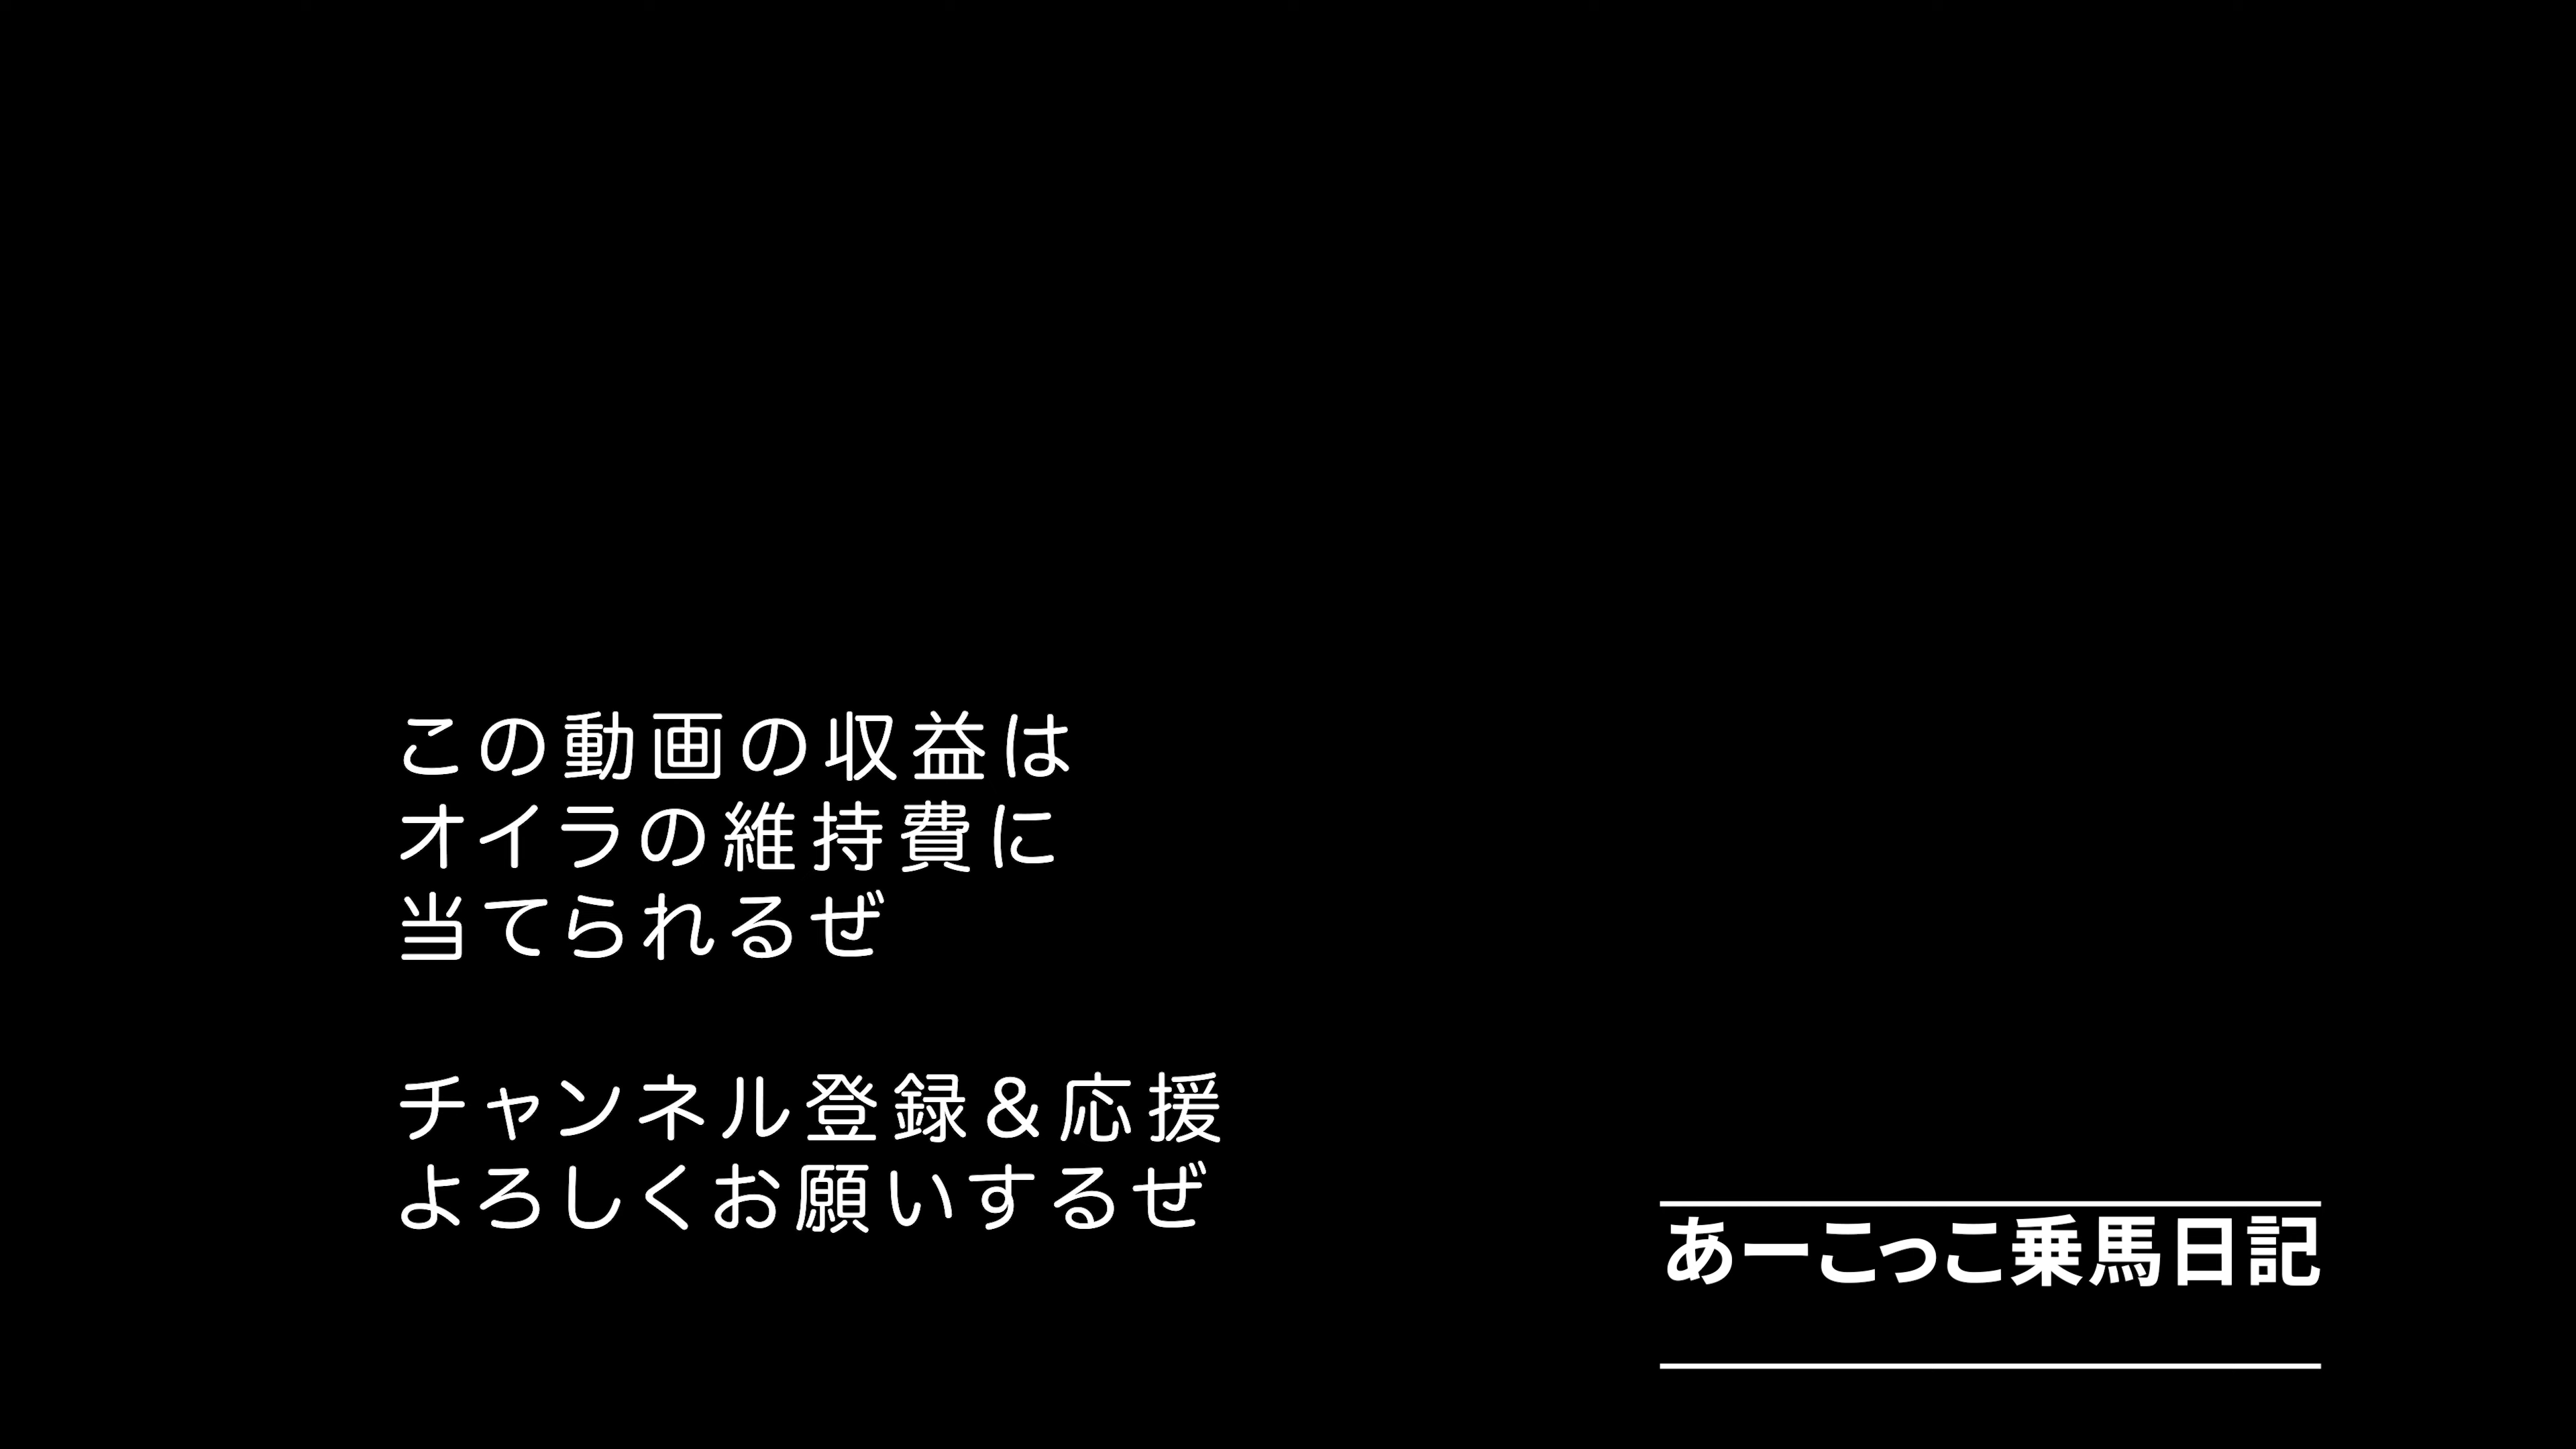 この動画の収益は
オイラの維持費に
当てられるぜ
チャンネル登録＆応援
よろしくお願いするぜ
あーこっこ乗馬日記